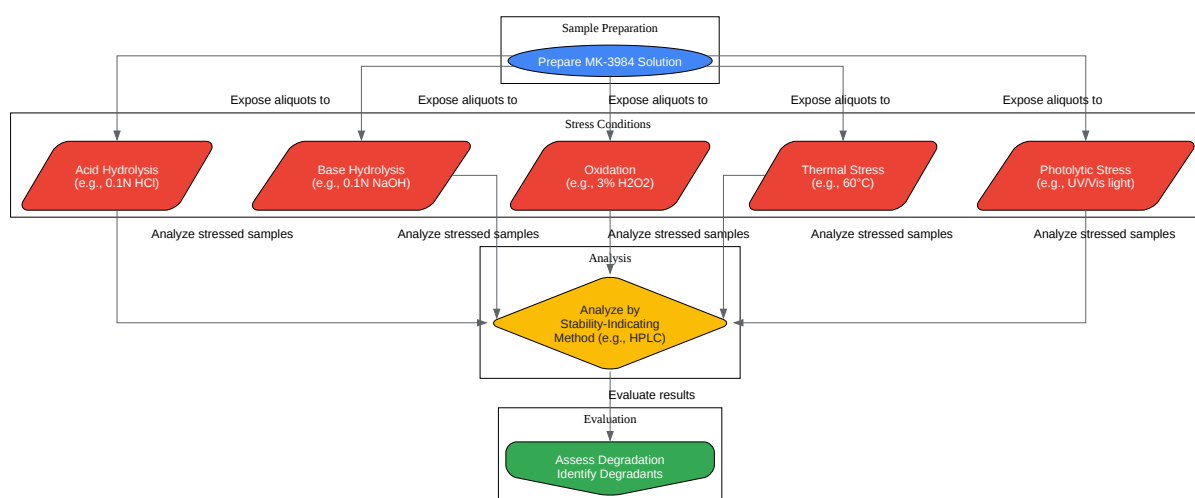 Sample Preparation
Prepare MK-3984 Solution
Expose aliquots to
Expose aliquots to
Expose aliquots to
Expose aliquots to
Expose aliquots to
Stress Conditions
Acid Hydrolysis
(e.g., 0.1N HCl)
Base Hydrolysis
(e.g., 0.1N NaOH)
Oxidation
(e.g., 3% H2O2)
Thermal Stress
(e.g., 60°C)
Photolytic Stress
(e.g., UV/Vis light)
Analyze stressed samples
Analyze stressed samples
Analyze stressed samples
Analyze stressed samples
Analyze stressed samples
Analysis
Analyze by
Stability-Indicating
Method (e.g., HPLC)
Evaluate results
Evaluation
Assess Degradation
Identify Degradants